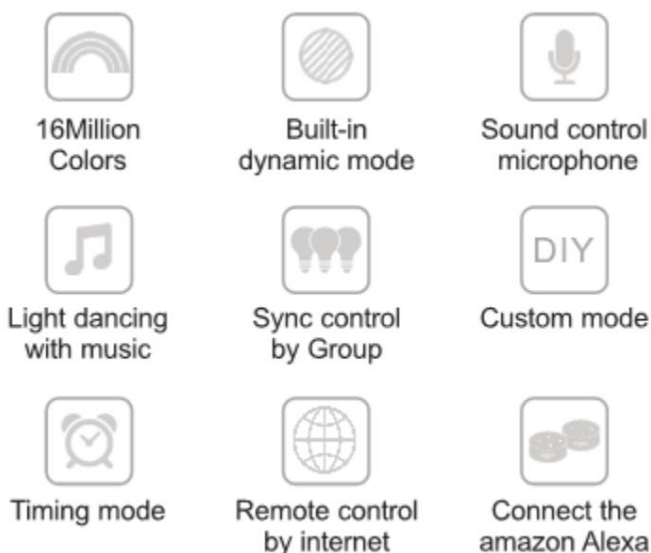 16Million
Colors
Built-in
dynamic mode
Sound control
microphone
Light dancing
with music
Sync control
by Group
DIY
Custom mode
Timing mode
Remote control
by internet
Connect the
amazon Alexa